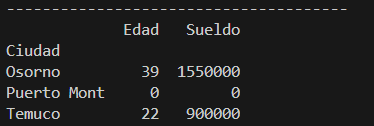 ------------------------------------
Edad Sueldo
Ciudad
Osorno 39 1550000
Puerto Mont 0 0
Temuco 22 900000